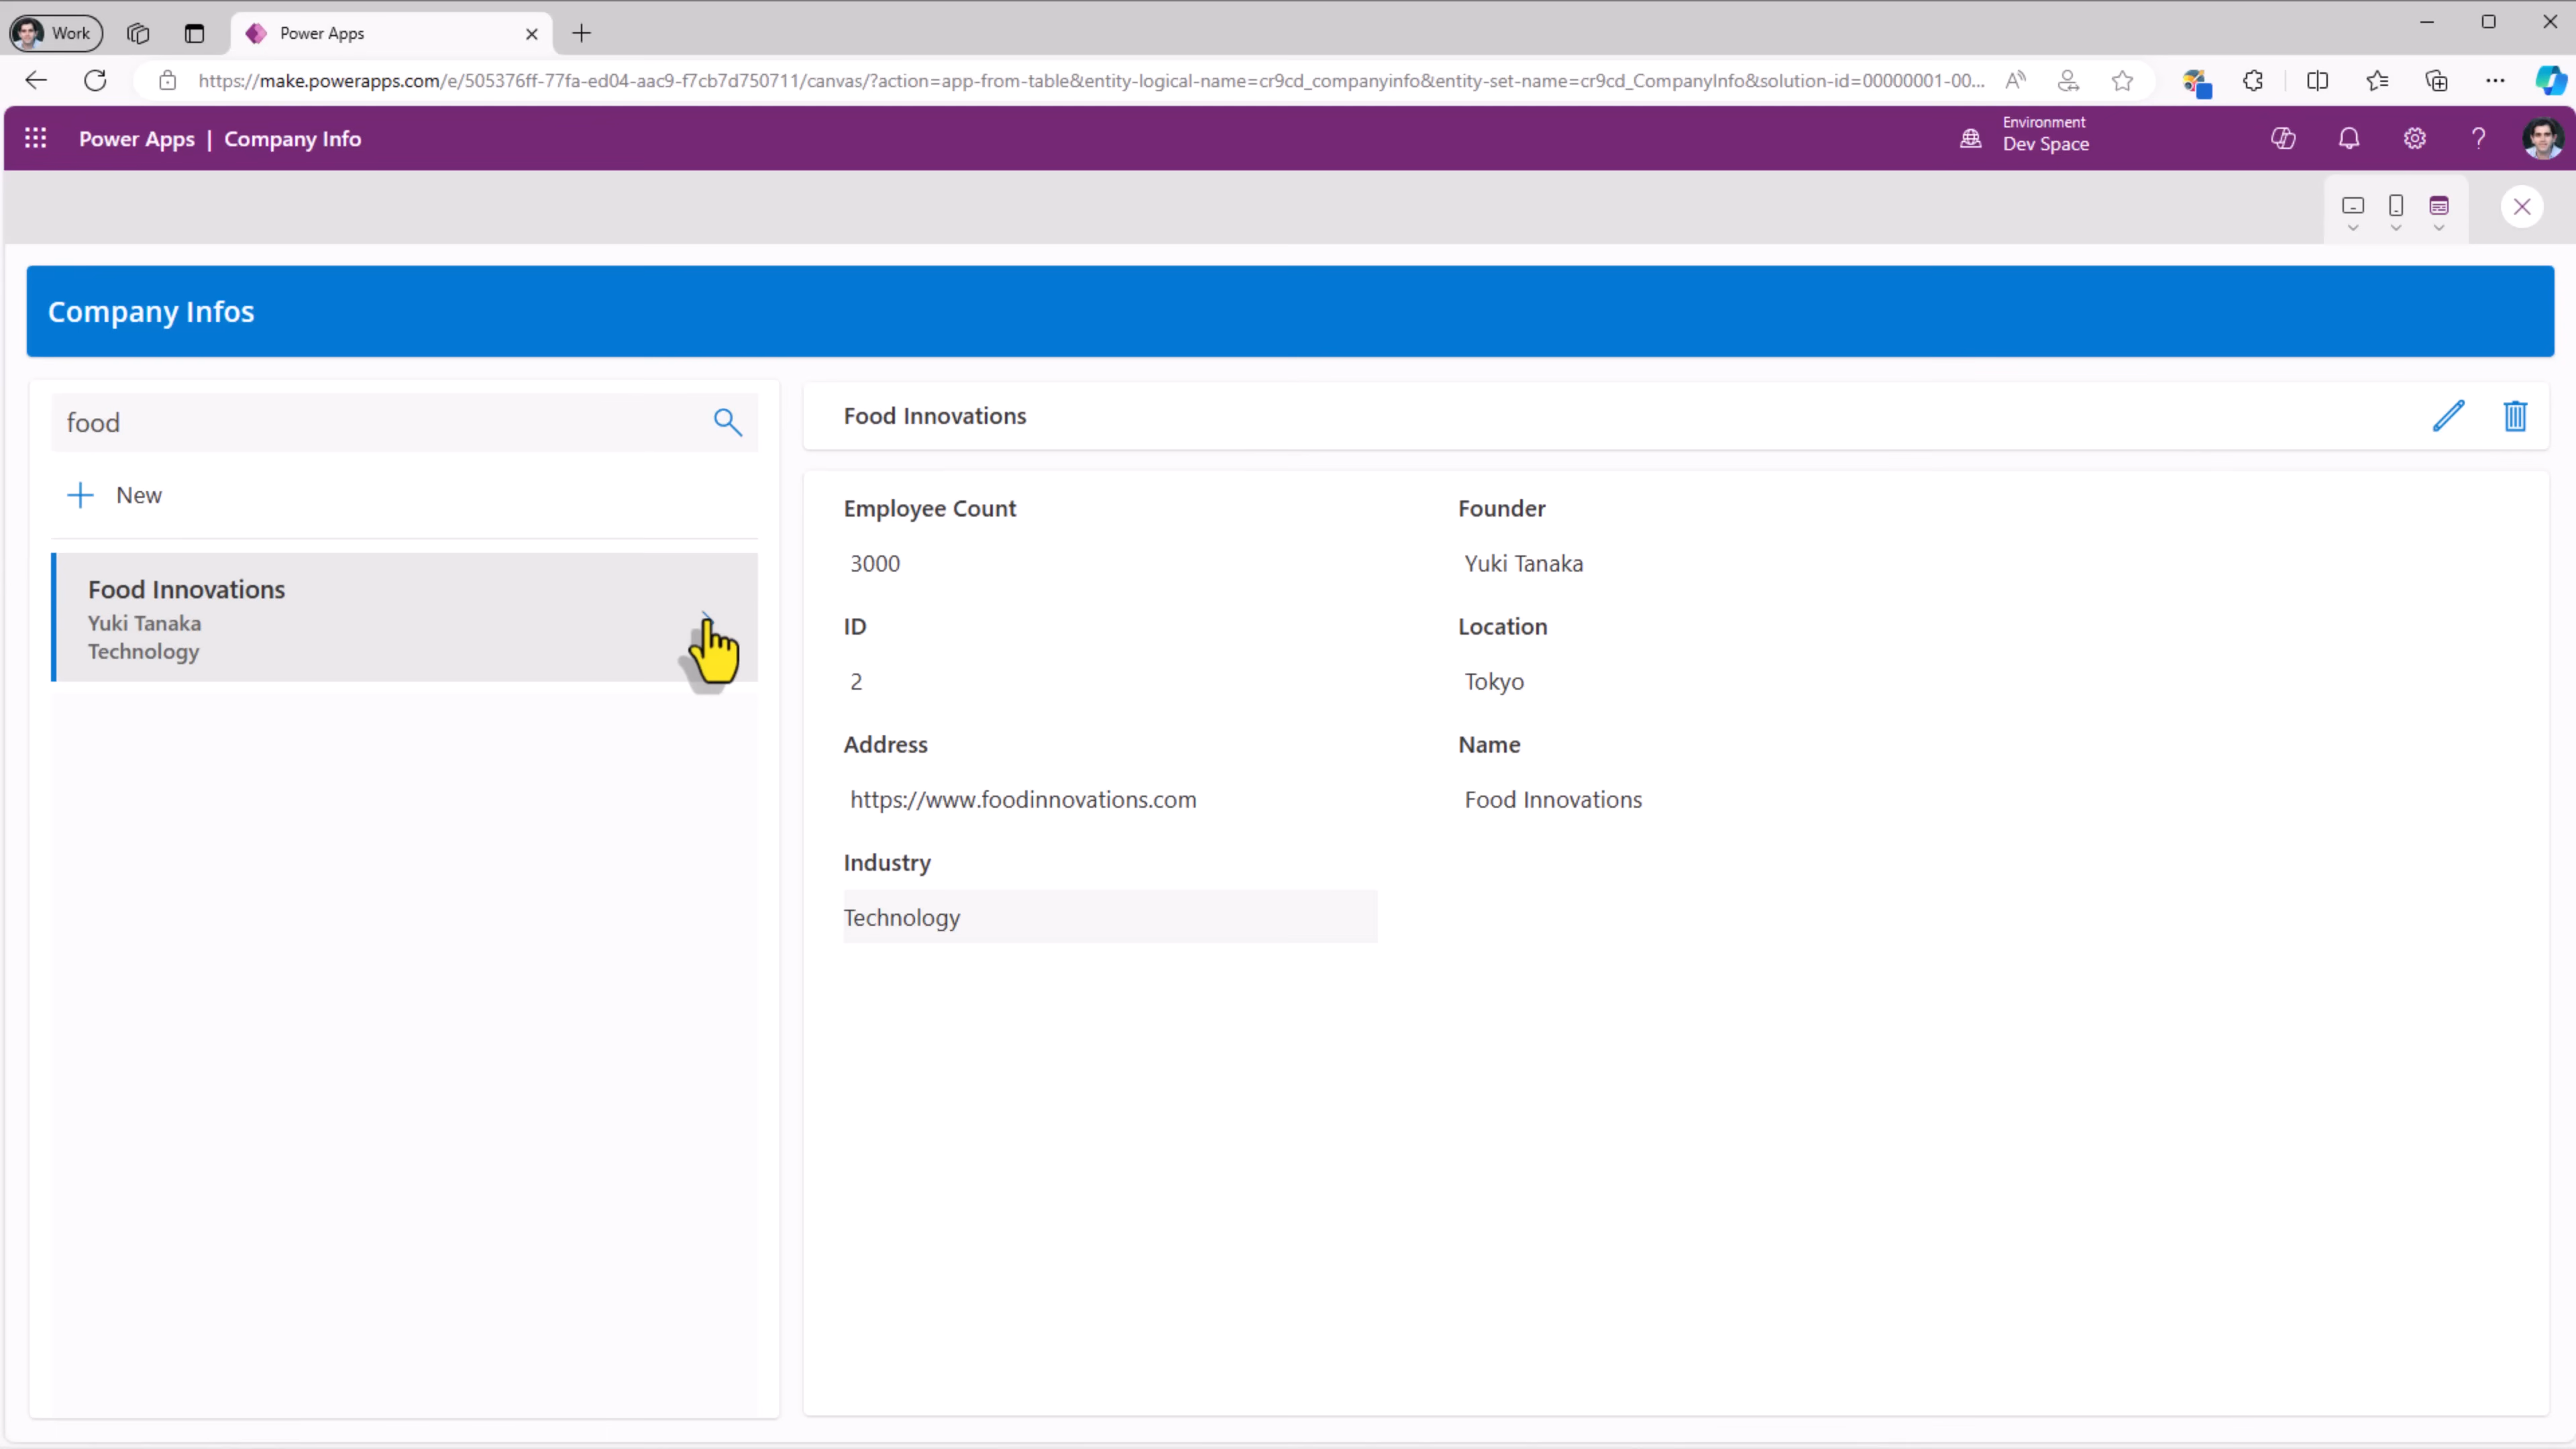 Work
Power Apps
https://make.powerapps.com/e/505376ff-77fa-ed04-aac9-f7cb7d750711/canvas/?action=app-from-table&entity-logical-name=cr9cd_companyinfo&entity-set-name=cr9cd_CompanyInfo&solution-id=00000001-00...
Power Apps | Company Info
Environment
Dev Space
Company Infos
food
New
Food Innovations
Yuki Tanaka
Technology
Food Innovations
Employee Count
Founder
3000
Yuki Tanaka
ID
Location
2
Tokyo
Address
Name
https://www.foodinnovations.com
Food Innovations
Industry
Technology